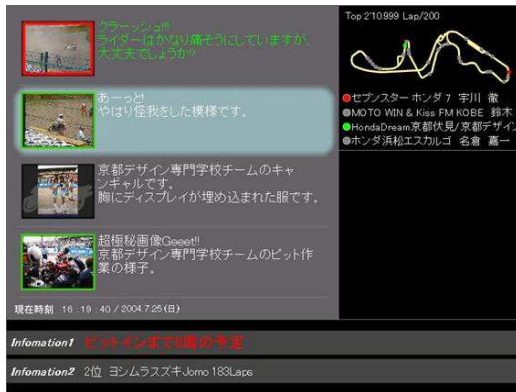 クラーッシュ!!!
ライダーはかなり痛そうにしていますが、
大丈夫でしょうか?
あーっと
やはり怪我をした模様です。
京都デザイン専門学校チームのキャ
ンギャルです。
胸にディスプレイが埋め込まれた服です。
超極秘画像Geeet!!
京都デザイン専門学校チームのピット作
業の様子。
現在時刻 16 : 19 : 40 / 2004.7.25 (日)
Top 2'10.999 Lap/200
セブンスター ホンダ 7 宇川 徹
MOTO WIN & Kiss FM KOBE 鈴木
HondaDream京都伏見/京都デザイン
ホンダ浜松エスカルゴ 名倉 嘉一
Infomation1 ピットインまで8周の予定
Infomation2 2位 ヨシムラスズキJomo 183Laps